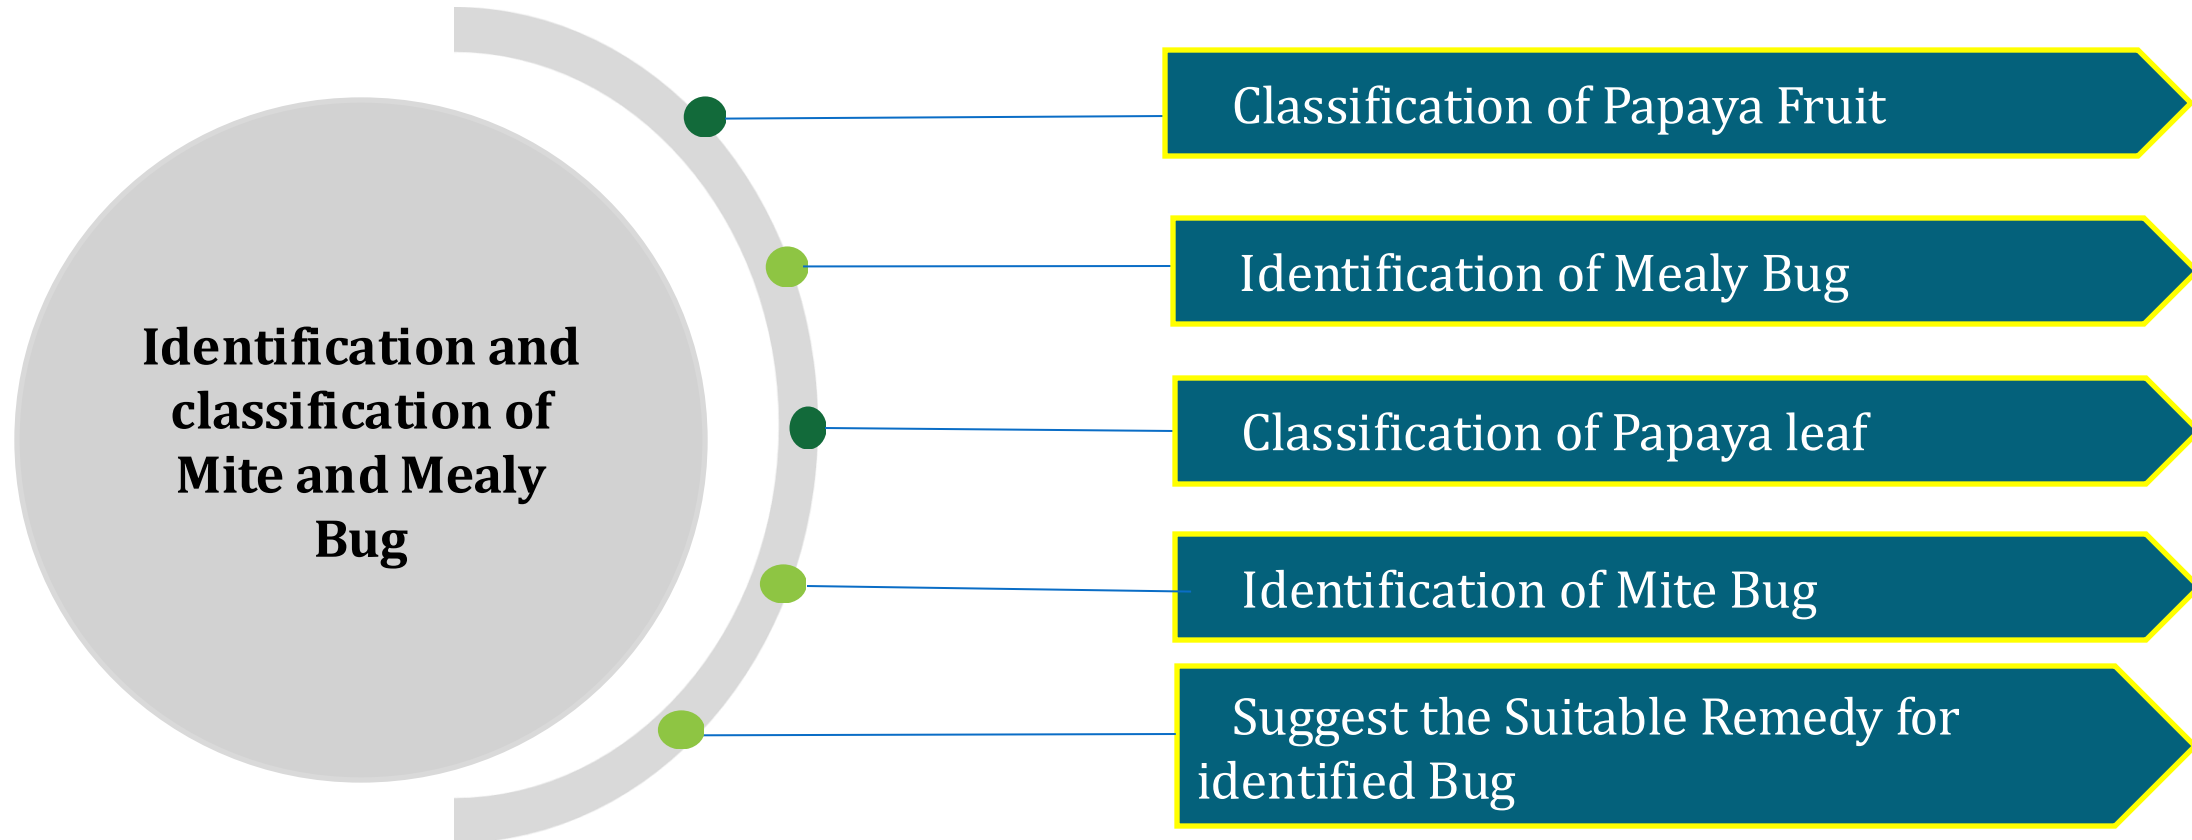 Identification and
classification of
Mite and Mealy
Bug
Classification of Papaya Fruit
Identification of Mealy Bug
Classification of Papaya leaf
Identification of Mite Bug
Suggest the Suitable Remedy for
identified Bug